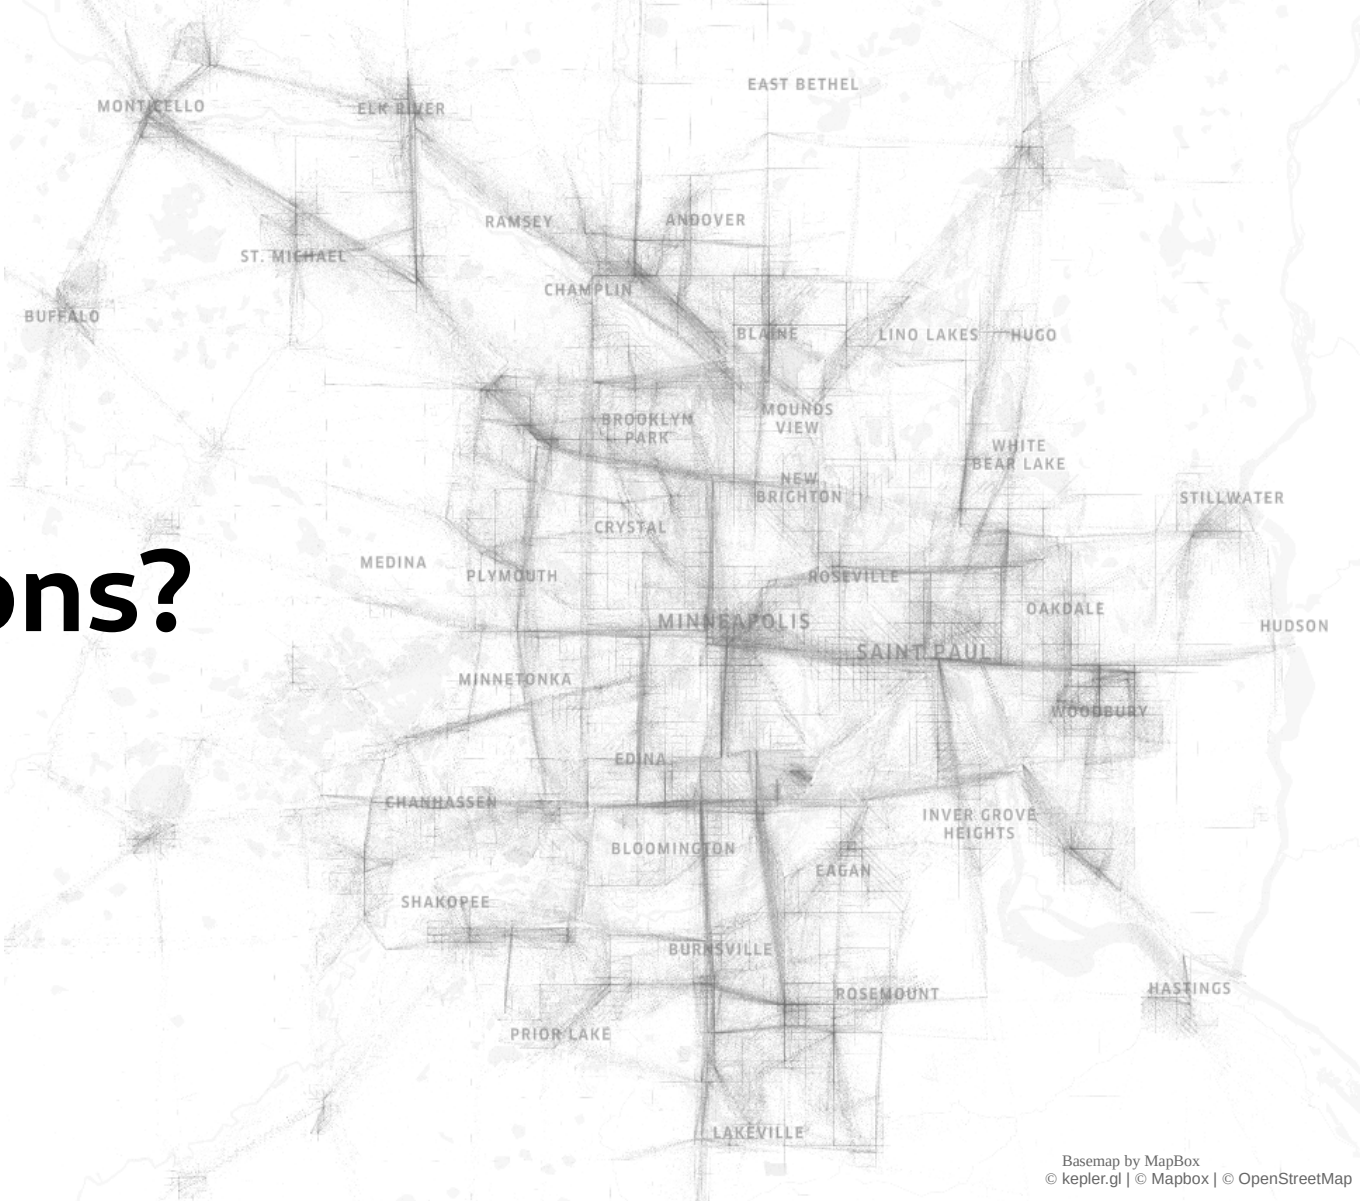 EAST BETHEL
MONTICELLO
ELK RIVER
RAMSEY
ANDOVER
ST. MICHAEL
CHAMPLIN
BUFFALO
BLAINE
LINO LAKES
HUGO
BROOKLYN
PARK
MOUNDS
VIEW
WHITE
BEAR LAKE
NEW
BRIGHTON
STILLWATER
CRYSTAL
MEDINA
PLYMOUTH
ROSEVILLE
ons?
OAKDALE
MINNEAPOLIS
HUDSON
SAINT PAUL
MINNETONKA
WOODBURY
EDINA
CHANHASSEN
INVER GROVE
HEIGHTS
BLOOMINGTON
EAGAN
SHAKOPEE
BURNSVILLE
HASTINGS
ROSEMOUNT
PRIOR LAKE
LAKEVILLE
Basemap by MapBox
© kepler.gl | © Mapbox | © OpenStreetMap